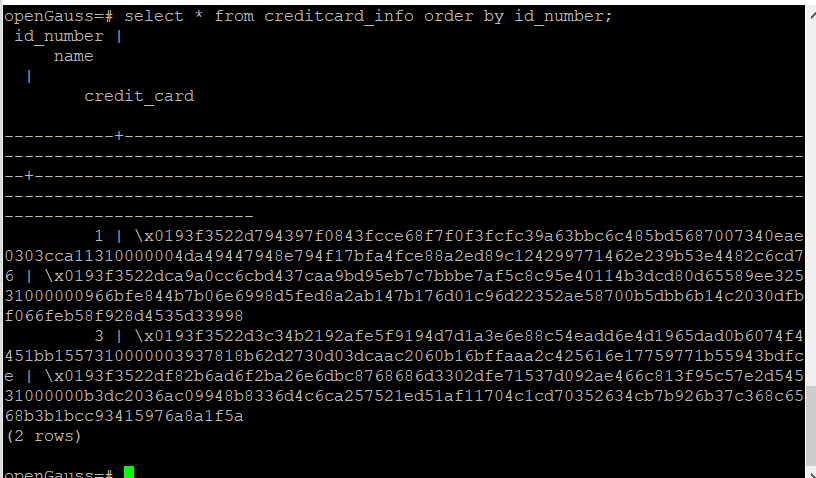 openGauss=# select * from creditcard_info order by id_number;
id_number |
name
|
credit_card
-----------+--------------------------------------------------------------------
--------------------------------------------------------------------------------
--+-----------------------------------------------------------------------------
--------------------------------------------------------------------------------
-------------------------
1 | \x0193f3522d794397f0843fcce68f7f0f3fcfc39a63bbc6c485bd5687007340eae
0303cca11310000004da49447948e794f17bfa4fce88a2ed89c124299771462e239b53e4482c6cd7
6 | \x0193f3522dca9a0cc6cbd437caa9bd95eb7c7bbbe7af5c8c95e40114b3dcd80d65589ee325
31000000966bfe844b7b06e6998d5fed8a2ab147b176d01c96d22352ae58700b5dbb6b14c2030dfb
f066feb58f928d4535d33998
3 | \x0193f3522d3c34b2192afe5f9194d7d1a3e6e88c54eadd6e4d1965dad0b6074f4
451bb1557310000003937818b62d2730d03dcaac2060b16bffaaa2c425616e17759771b55943bdfc
e | \x0193f3522df82b6ad6f2ba26e6dbc8768686d3302dfe71537d092ae466c813f95c57e2d545
31000000b3dc2036ac09948b8336d4c6ca257521ed51af11704c1cd70352634cb7b926b37c368c65
68b3b1bcc93415976a8a1f5a
(2 rows)
openGauss=#